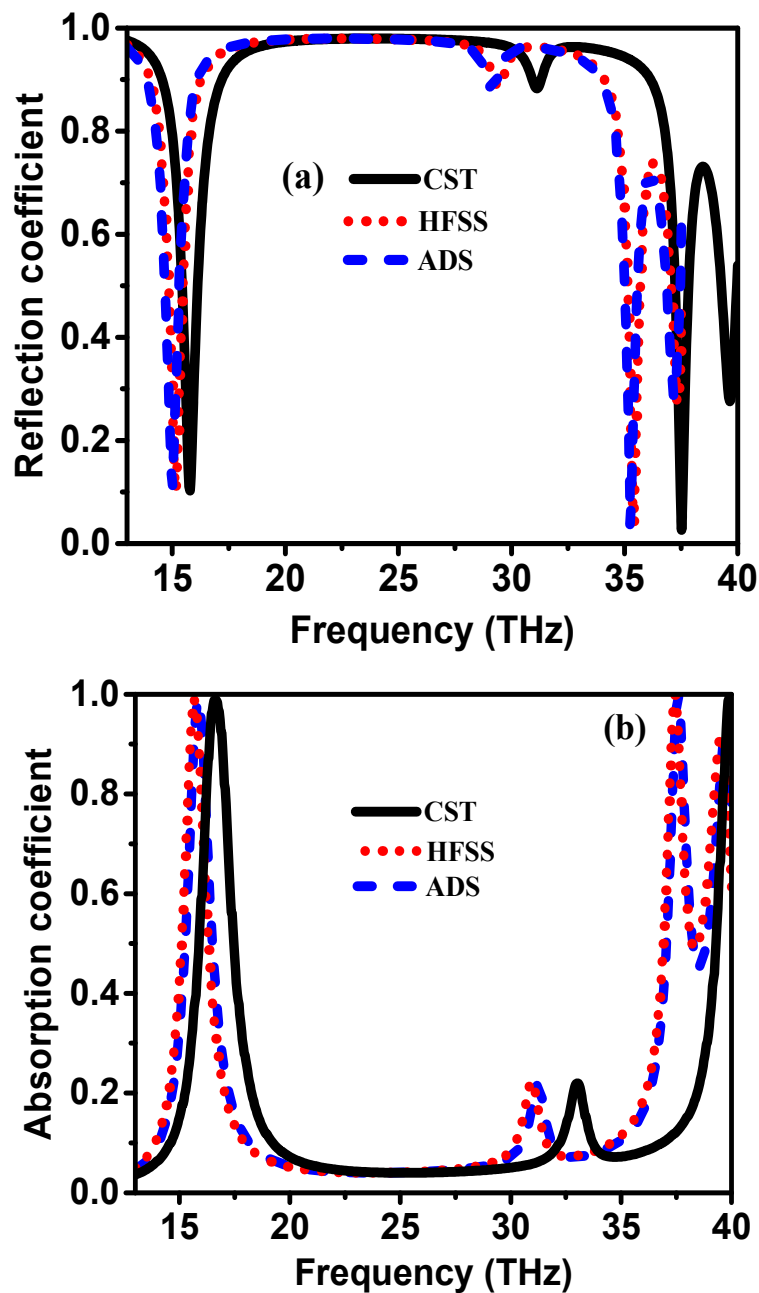 1.0
0.8
0.6
0.4
0.2
0.0
Reflection coefficient
(a)
CST
HFSS
ADS
15 20 25 30 35 40
Frequency (THz)
1.0
0.8
0.6
0.4
0.2
0.0
Absorption coefficient
(b)
CST
HFSS
ADS
15 20 25 30 35 40
Frequency (THz)